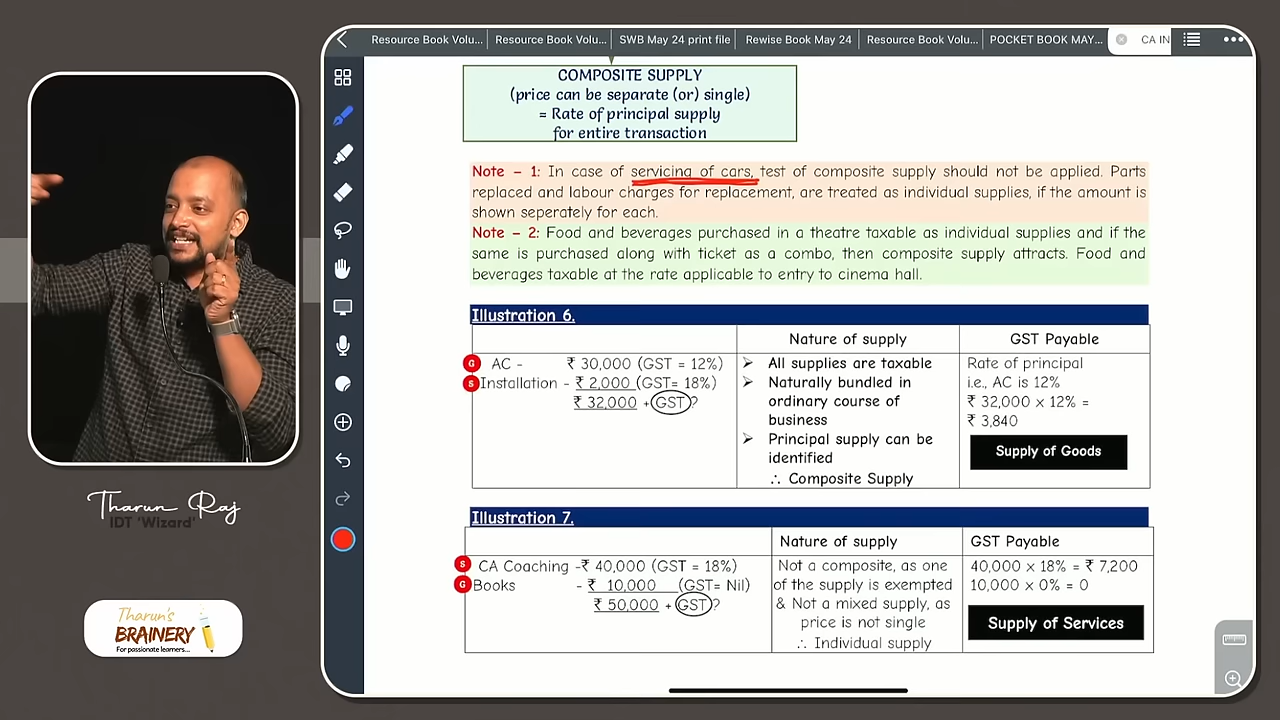 Resource Book Volu...
Resource Book Volu...
SWB May 24 print file
Rewise Book May 24
Resource Book Volu...
POCKET BOOK MAY...
CA IN
COMPOSITE SUPPLY
(price can be separate (or) single)
= Rate of principal supply
for entire transaction
Note - 1: In case of servicing of cars, test of composite supply should not be applied. Parts
replaced and labour charges for replacement, are treated as individual supplies, if the amount is
shown seperately for each.
Note - 2: Food and beverages purchased in a theatre taxable as individual supplies and if the
same is purchased along with ticket as a combo, then composite supply attracts. Food and
beverages taxable at the rate applicable to entry to cinema hall.
Illustration 6.
Nature of supply
GST Payable
G AC - ₹ 30,000 (GST = 12%)
S Installation - ₹ 2,000 (GST= 18%)
₹ 32,000 + GST?
➢ All supplies are taxable
➢ Naturally bundled in
ordinary course of
business
➢ Principal supply can be
identified
∴ Composite Supply
Rate of principal
i.e., AC is 12%
₹ 32,000 x 12% =
₹ 3,840
Supply of Goods
Illustration 7.
Nature of supply
GST Payable
S CA Coaching -₹ 40,000 (GST = 18%)
G Books - ₹ 10,000 (GST= Nil)
₹ 50,000 + GST?
Not a composite, as one
of the supply is exempted
& Not a mixed supply, as
price is not single
∴ Individual supply
40,000 x 18% = ₹ 7,200
10,000 x 0% = 0
Supply of Services
Tharun Raj
IDT 'Wizard'
Tharun's
BRAINERY
For passionate learners...